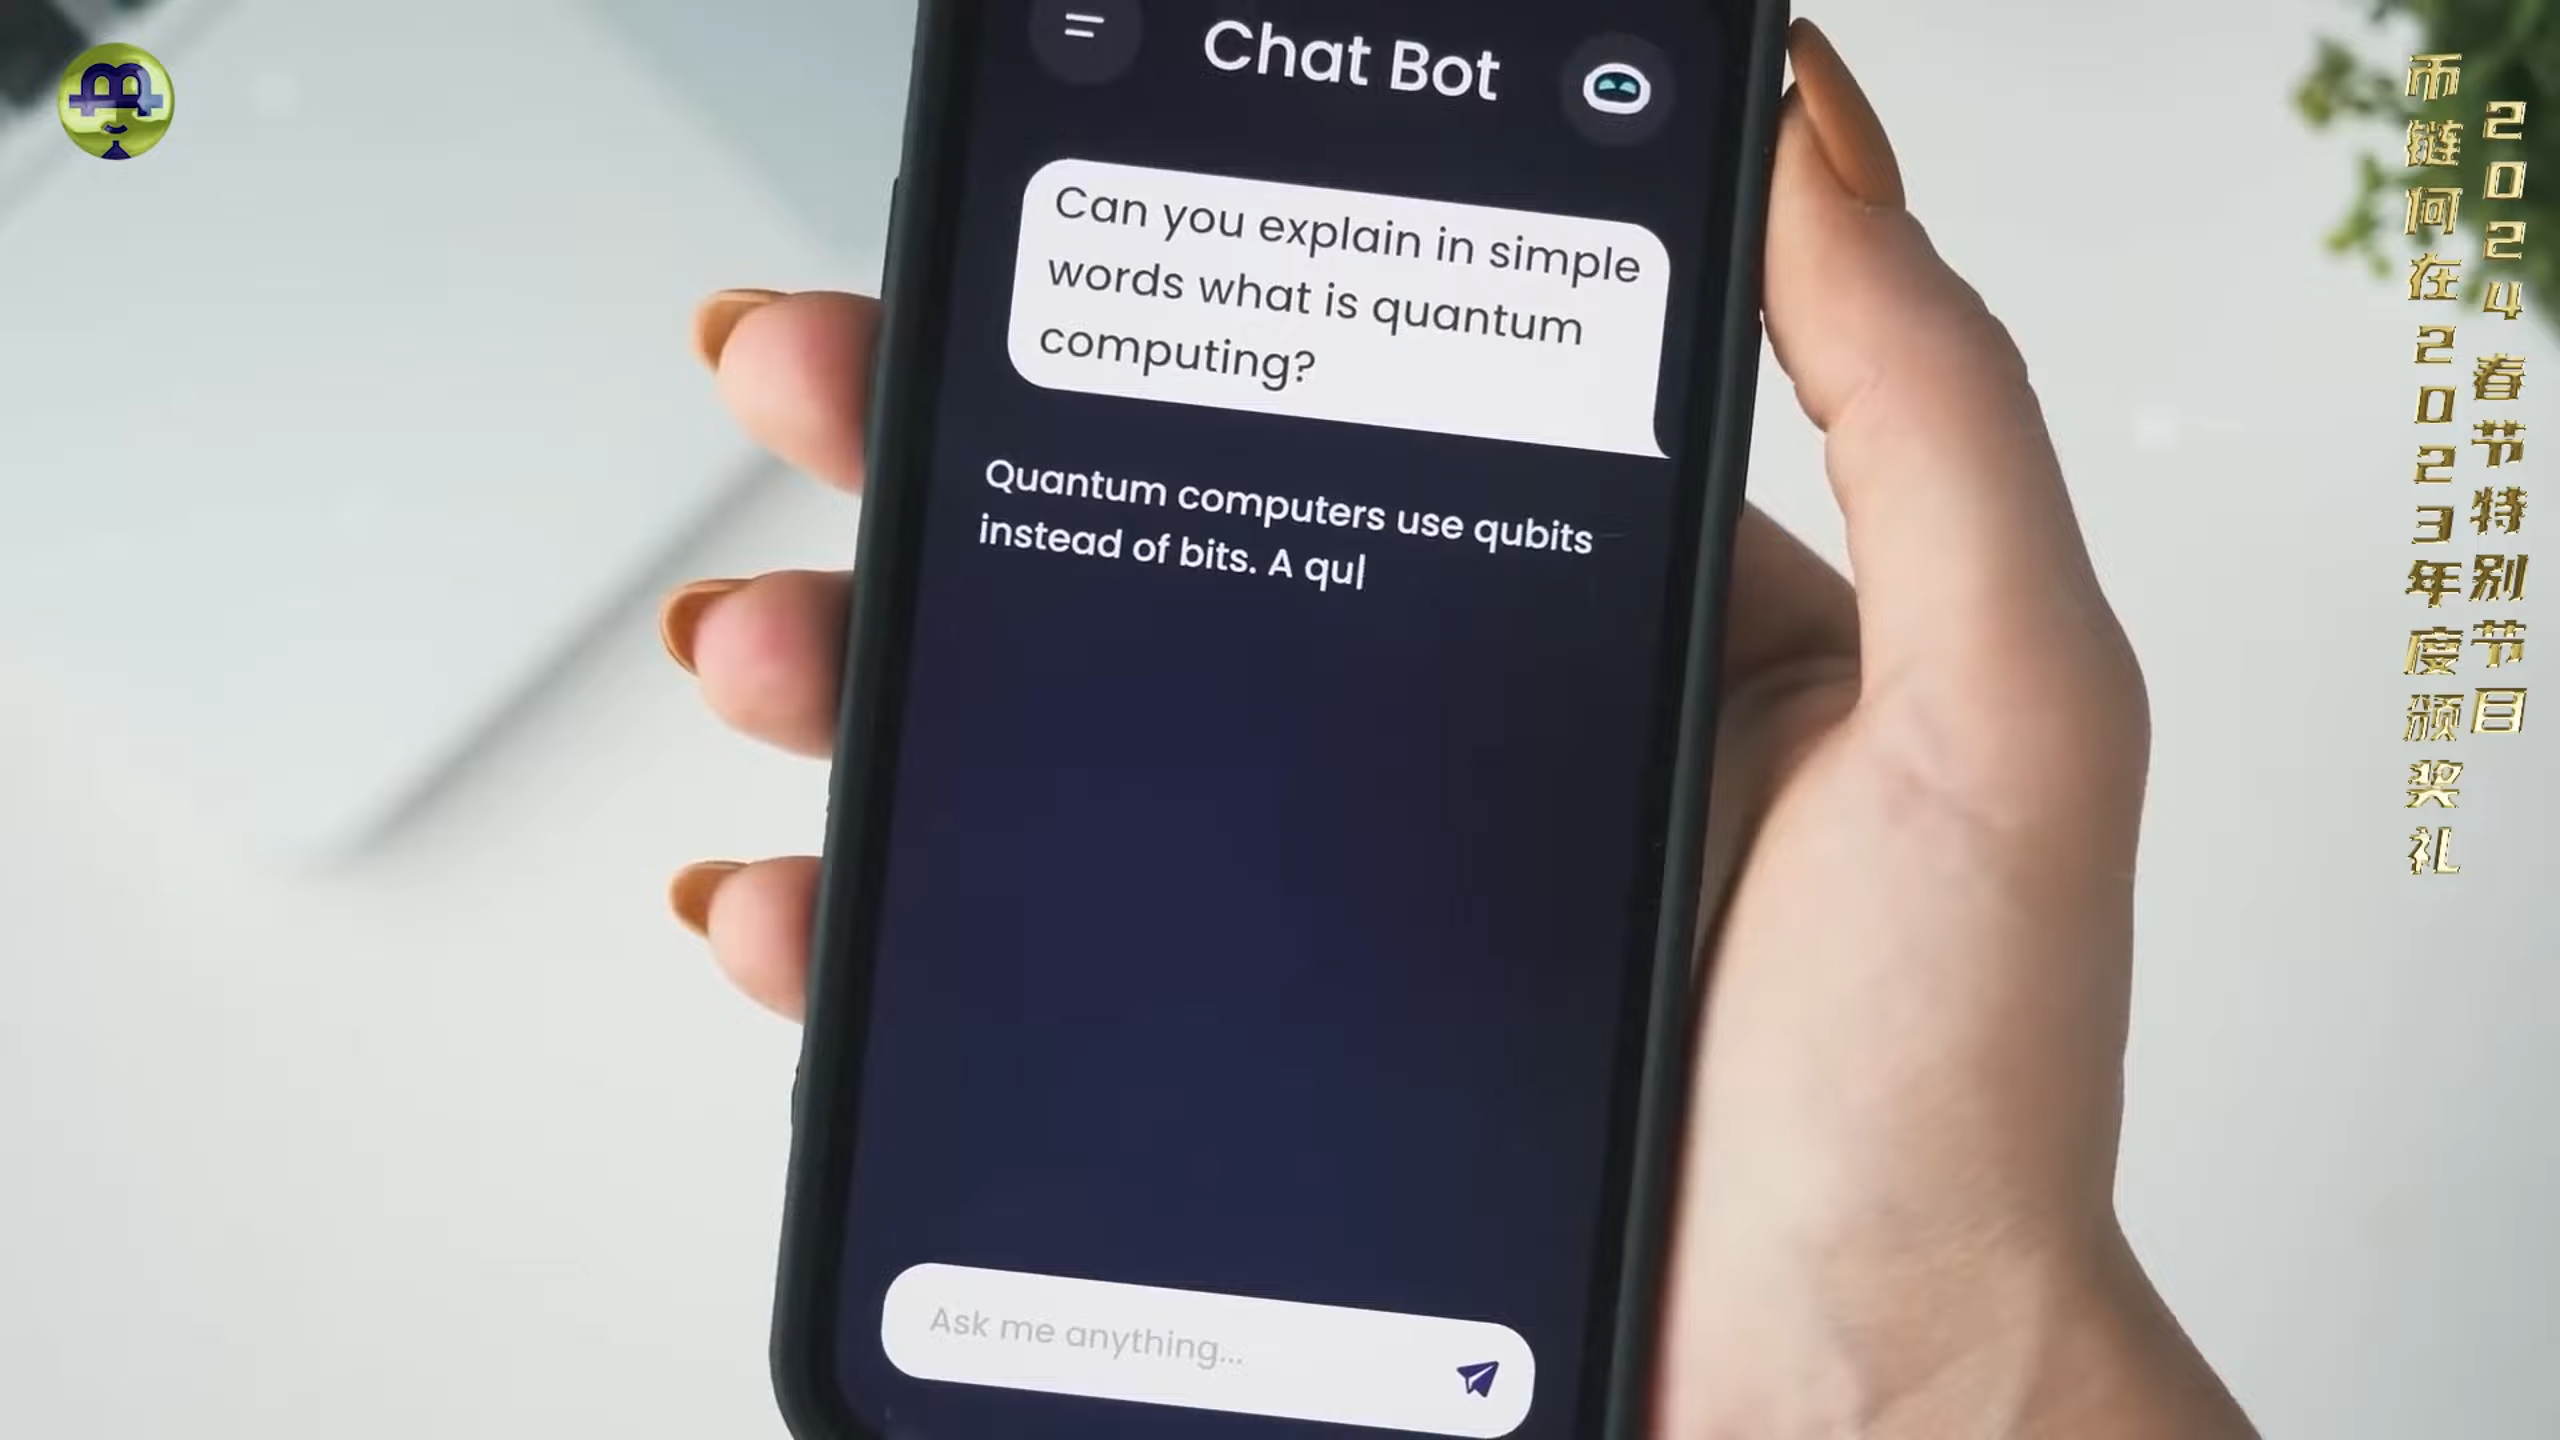 Chat Bot
Can you explain in simple
words what is quantum
computing?
Quantum computers use qubits
instead of bits. A qu
Ask me anything...
2024春节特别节目
币链何在2023年度颁奖礼